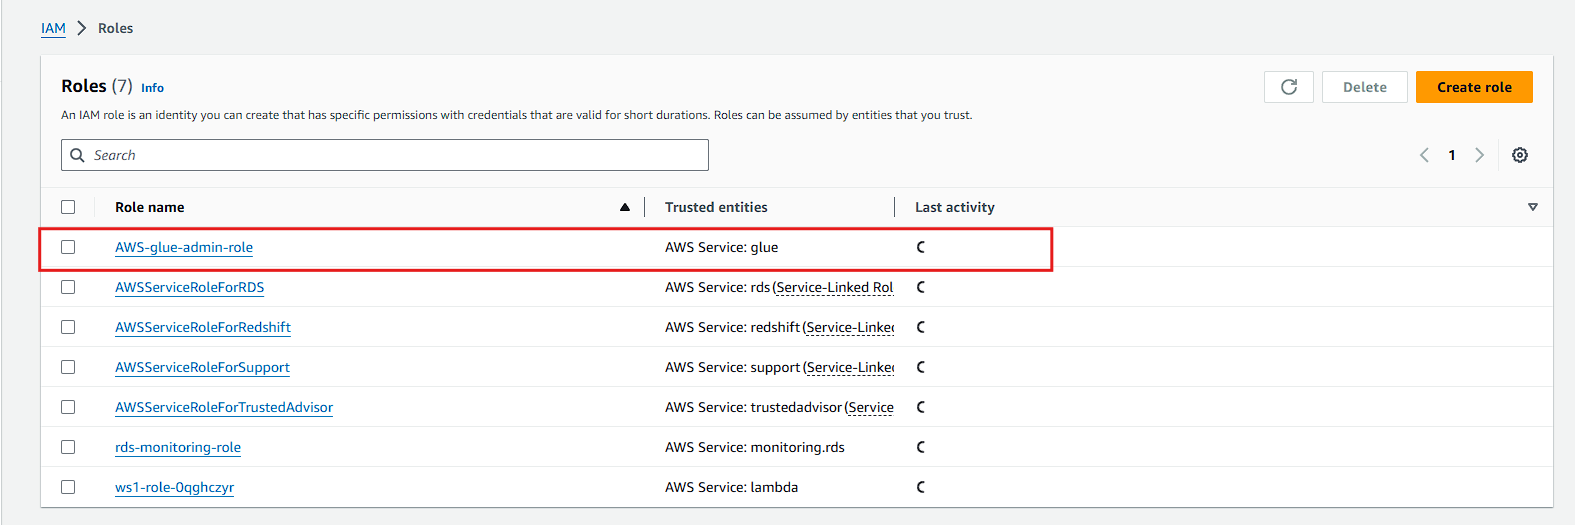 IAM > Roles
Roles (7) Info
Delete
Create role
An IAM role is an identity you can create that has specific permissions with credentials that are valid for short durations. Roles can be assumed by entities that you trust.
Search
1
Role name Trusted entities Last activity
AWS-glue-admin-role AWS Service: glue
AWSServiceRoleForRDS AWS Service: rds (Service-Linked Rol
AWSServiceRoleForRedshift AWS Service: redshift (Service-Linked
AWSServiceRoleForSupport AWS Service: support (Service-Linked
AWSServiceRoleForTrustedAdvisor AWS Service: trustedadvisor (Service
rds-monitoring-role AWS Service: monitoring.rds
ws1-role-0qghczyr AWS Service: lambda